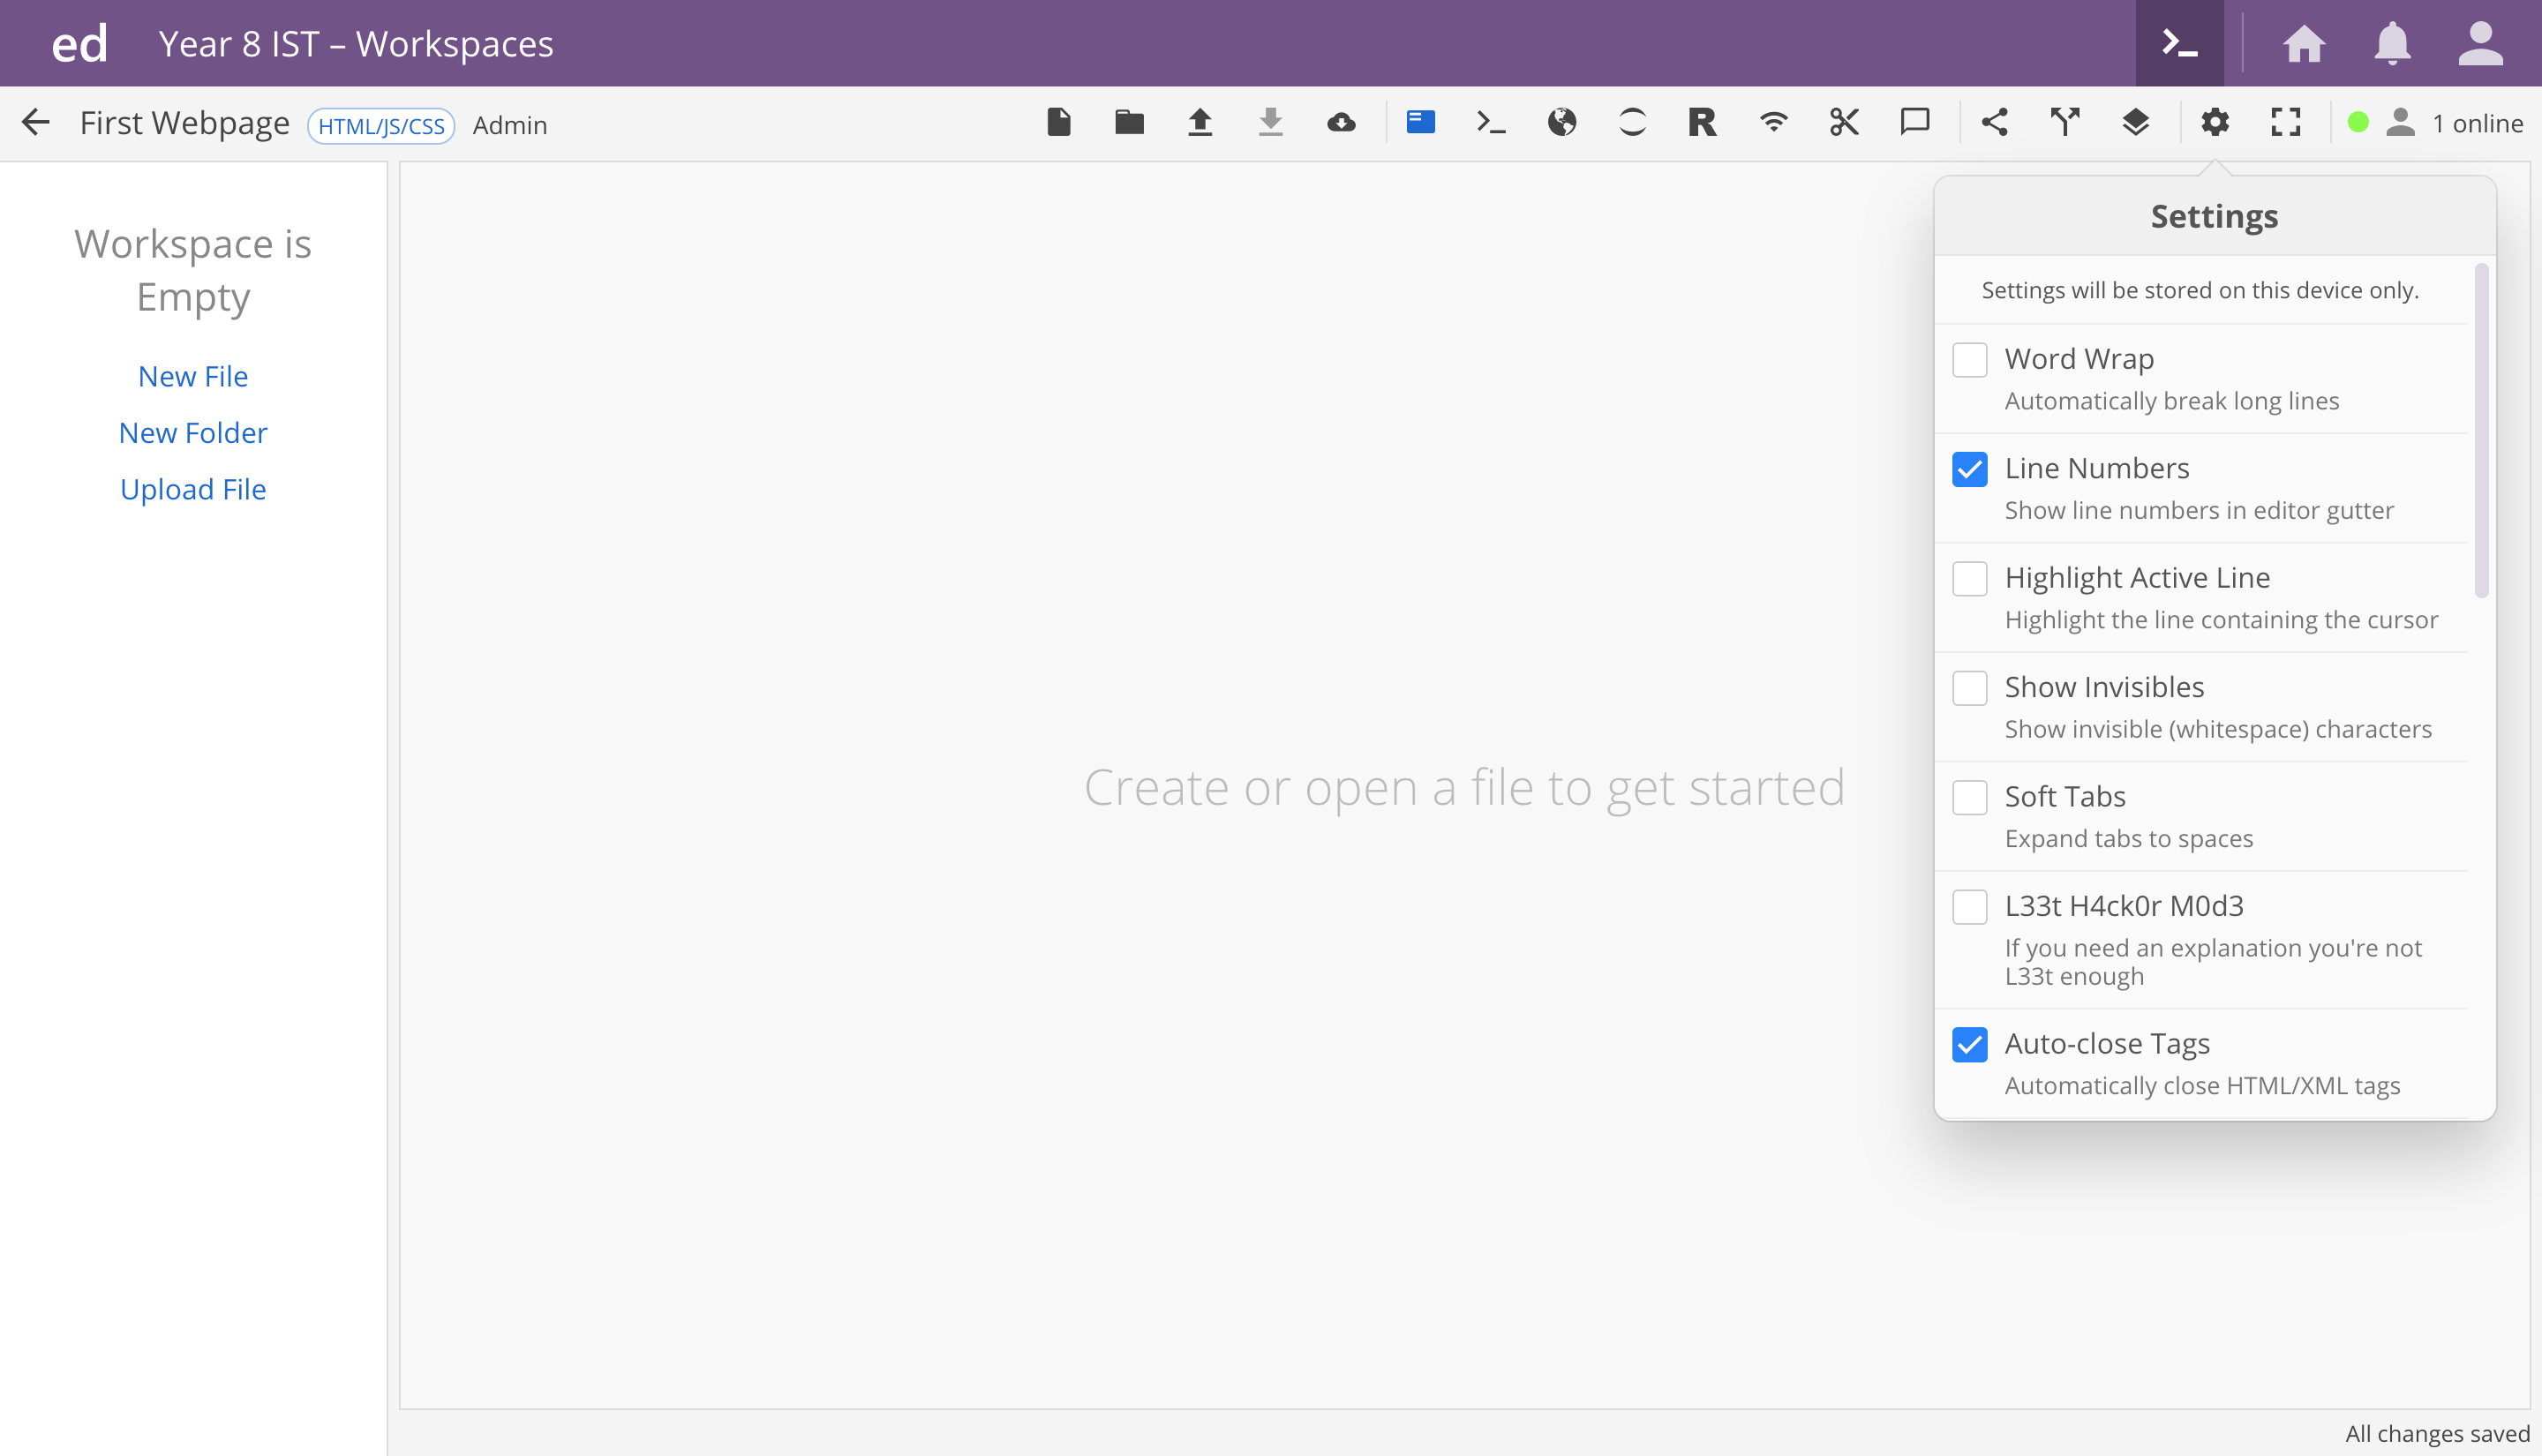 ed
Year 8 IST – Workspaces
First Webpage HTML/JS/CSS Admin
R
1 online
Workspace is
Empty
New File
New Folder
Upload File
Create or open a file to get started
Settings
Settings will be stored on this device only.
Word Wrap
Automatically break long lines
Line Numbers
Show line numbers in editor gutter
Highlight Active Line
Highlight the line containing the cursor
Show Invisibles
Show invisible (whitespace) characters
Soft Tabs
Expand tabs to spaces
L33t H4ck0r M0d3
If you need an explanation you're not
L33t enough
Auto-close Tags
Automatically close HTML/XML tags
All changes saved